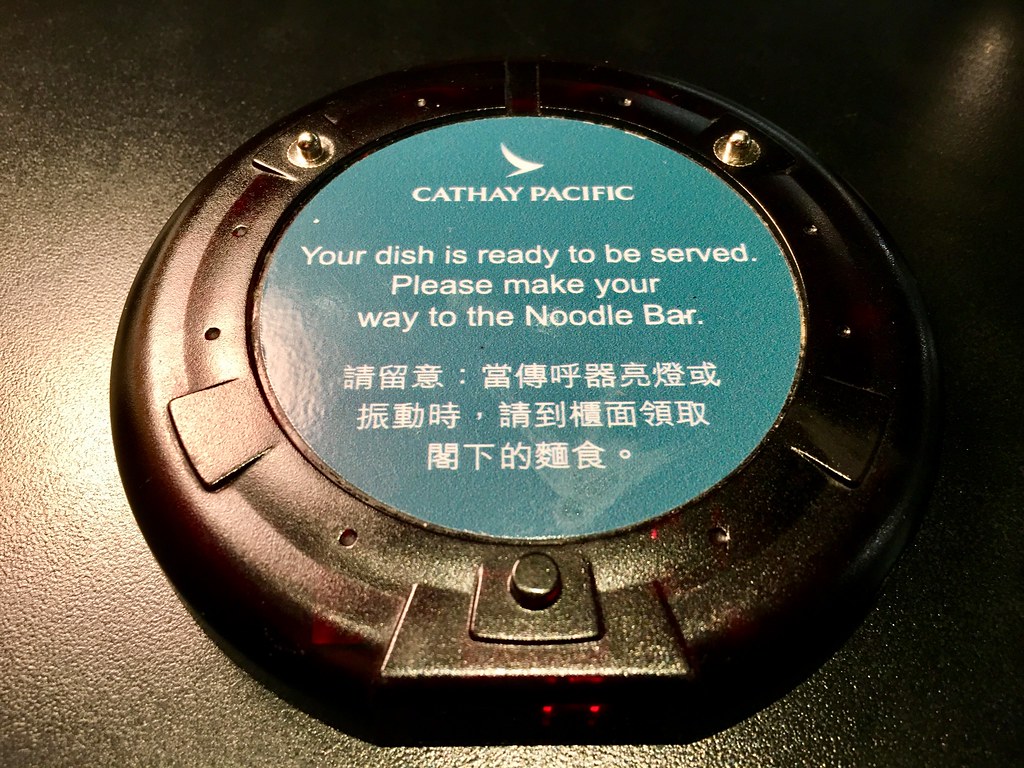 CATHAY PACIFIC
Your dish is ready to be served.
Please make your
way to the Noodle Bar.
請留意：當傳呼器亮燈或
振動時，請到櫃面領取
閣下的麵食。